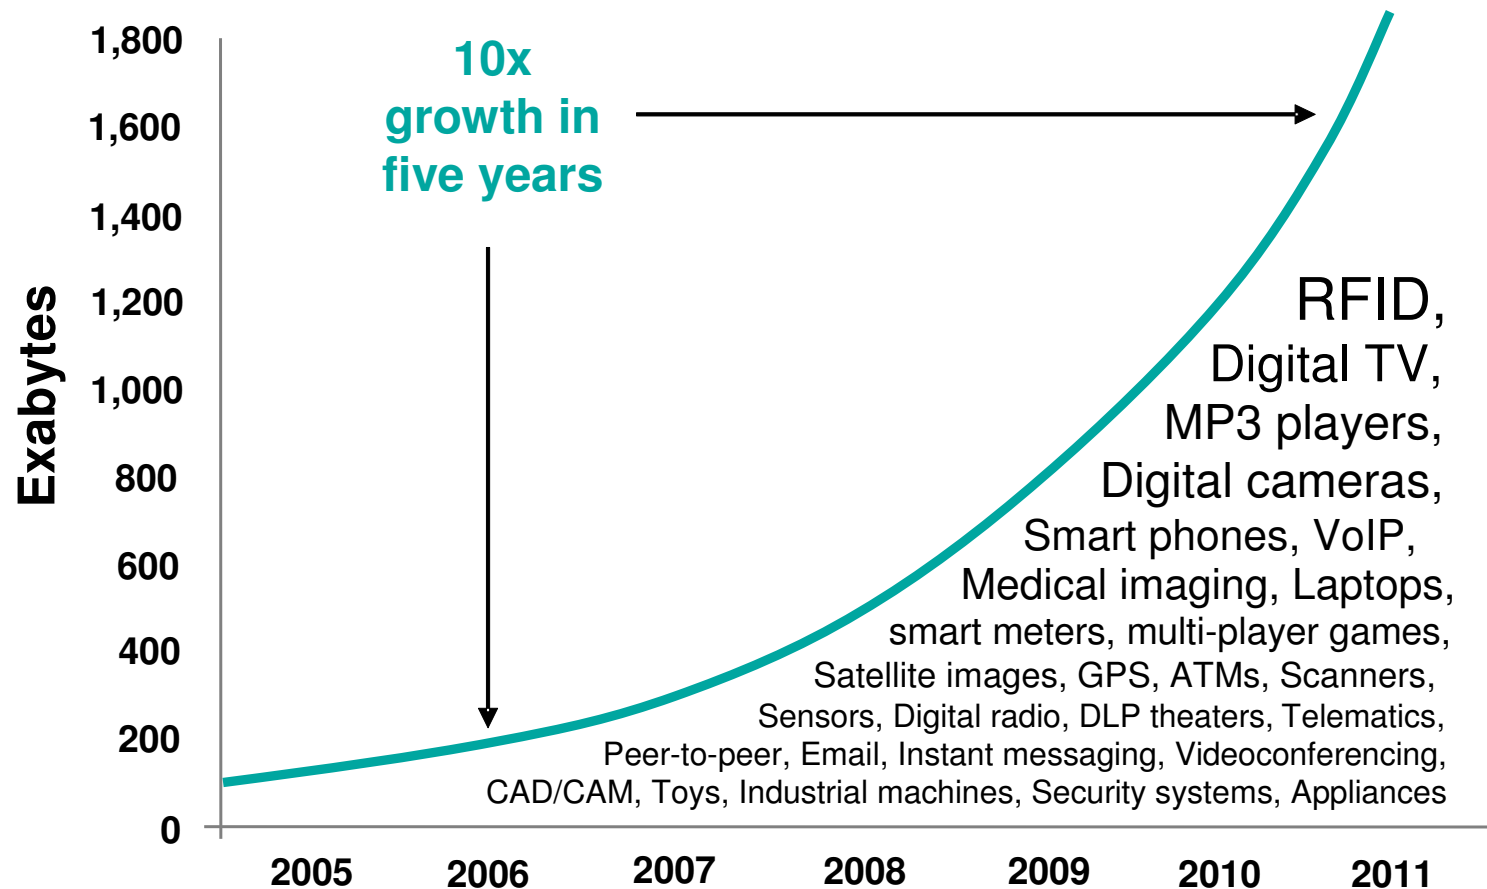 1,800
1,600
1,400
1,200
1,000
800
600
400
200
0
Exabytes
10x
growth in
five years
RFID,
Digital TV,
MP3 players,
Digital cameras,
Smart phones, VoIP,
Medical imaging, Laptops,
smart meters, multi-player games,
Satellite images, GPS, ATMs, Scanners,
Sensors, Digital radio, DLP theaters, Telematics,
Peer-to-peer, Email, Instant messaging, Videoconferencing,
CAD/CAM, Toys, Industrial machines, Security systems, Appliances
2005 2006 2007 2008 2009 2010 2011